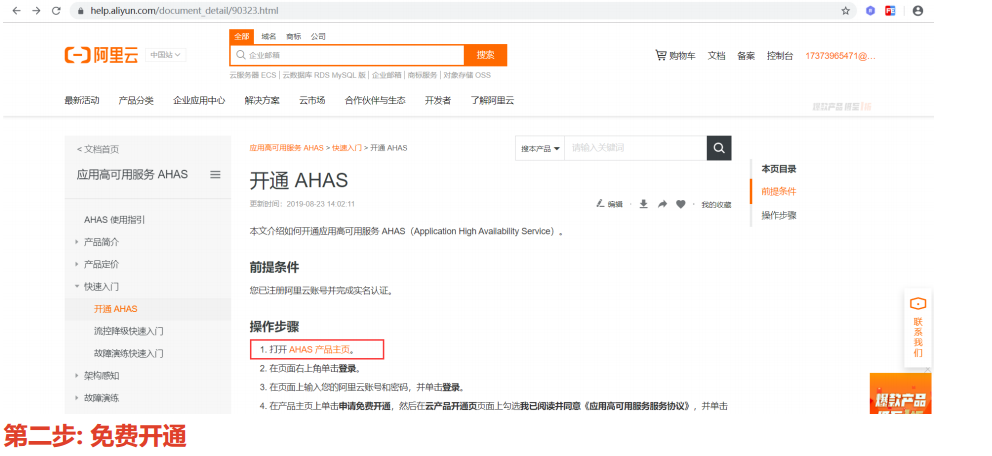 help.aliyun.com/document_detail/90323.html
全部 域名 商标 公司
阿里云 中国站 企业邮箱 搜索 购物车 文档 备案 控制台 17373965471@...
云服务器 ECS | 云数据库 RDS MySQL 版 | 企业邮箱 | 商标服务 | 对象存储 OSS
最新活动 产品分类 企业应用中心 解决方案 云市场 合作伙伴与生态 开发者 了解阿里云
< 文档首页
应用高可用服务 AHAS
AHAS 使用指引
产品简介
产品定价
快速入门
开通 AHAS
流控降级快速入门
故障演练快速入门
架构感知
故障演练
应用高可用服务 AHAS > 快速入门 > 开通 AHAS
搜本产品 请输入关键词
开通 AHAS
更新时间：2019-08-23 14:02:11
编辑 · · 我的收藏
本文介绍如何开通应用高可用服务 AHAS（Application High Availability Service）。
前提条件
您已注册阿里云账号并完成实名认证。
操作步骤
1. 打开 AHAS 产品主页。
2. 在页面右上角单击登录。
3. 在页面上输入您的阿里云账号和密码，并单击登录。
4. 在产品主页上单击申请免费开通，然后在云产品开通页页面上勾选我已阅读并同意《应用高可用服务服务协议》，并单击
本页目录
前提条件
操作步骤
联系我们
爆款产品
第二步: 免费开通